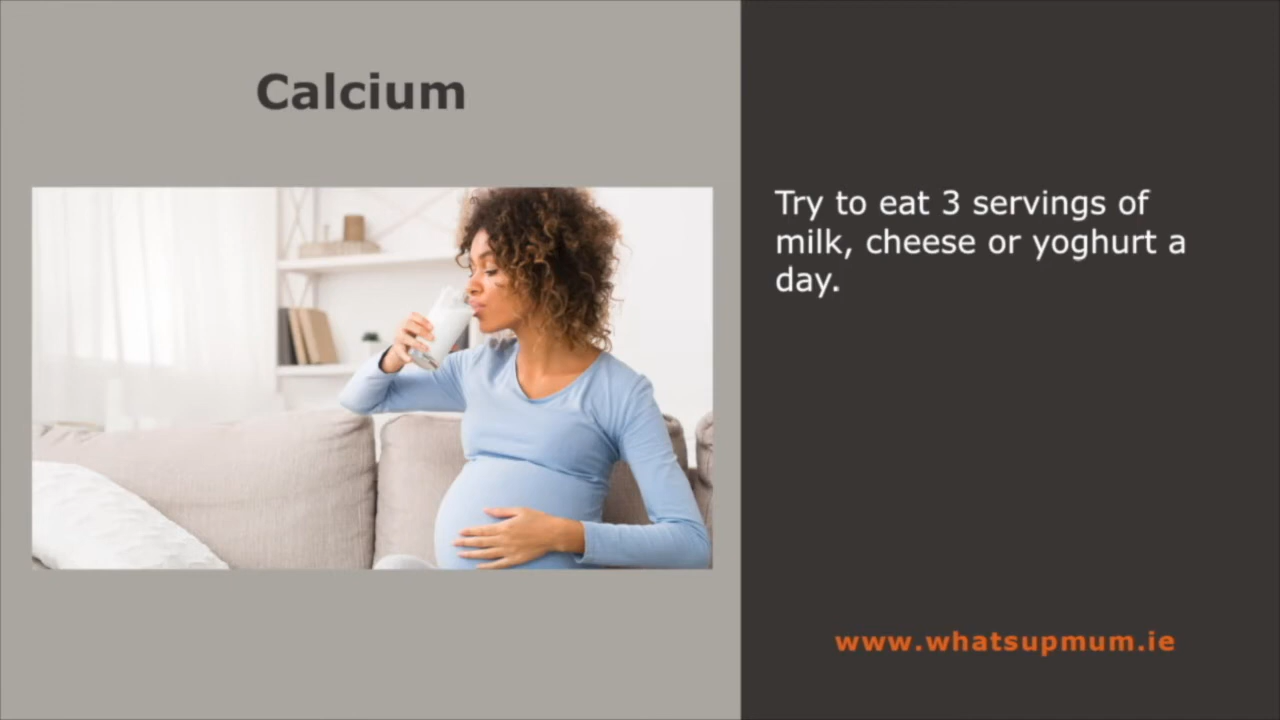 Calcium
Try to eat 3 servings of
milk, cheese or yoghurt a
day.
www.whatsupmum.ie